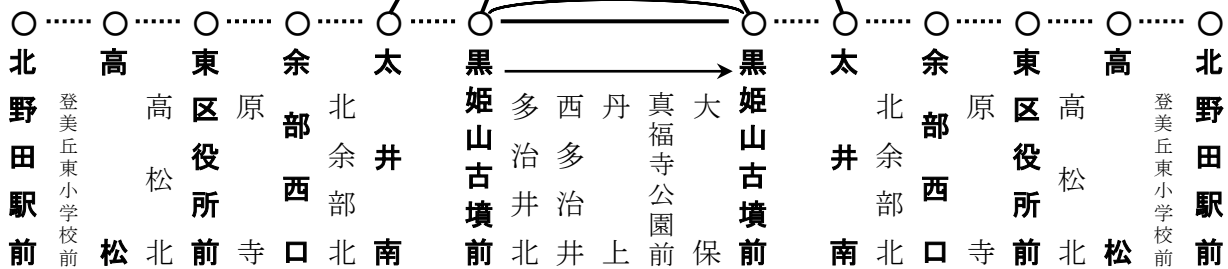 北野田駅前
登美丘東小学校前
高松
高松北
東区役所前
原寺
余部西口
北余部北
太井南
黒姫山古墳前
多治井北
西多治井
丹上
真福寺公園前
大保
黒姫山古墳前
太井南
北余部北
余部西口
原寺
東区役所前
高松北
高松
登美丘東小学校前
北野田駅前